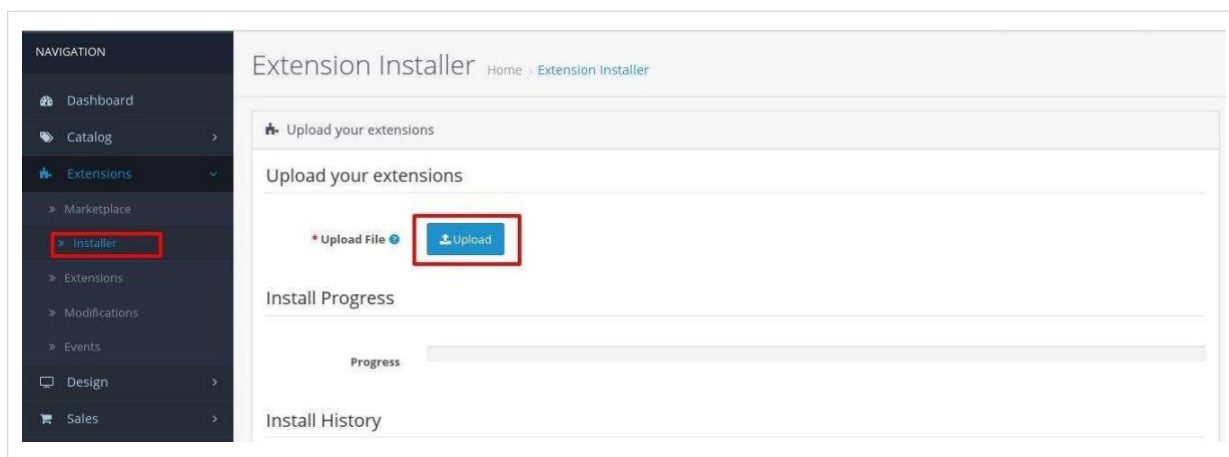 NAVIGATION
Dashboard
Catalog
Extensions
Marketplace
Installer
Extensions
Modifications
Events
Design
Sales
Extension Installer Home Extension Installer
Upload your extensions
Upload your extensions
* Upload File Upload
Install Progress
Progress
Install History